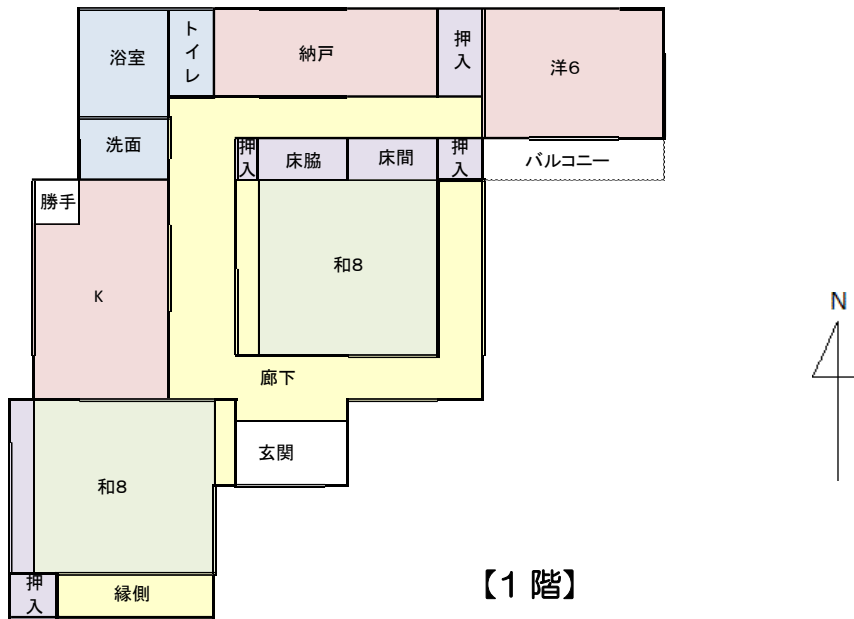 浴室
トイレ
納戸
押入
洋6
洗面
押入
床脇
床間
押入
バルコニー
勝手
和8
K
N
廊下
玄関
和8
押入
縁側
【1階】